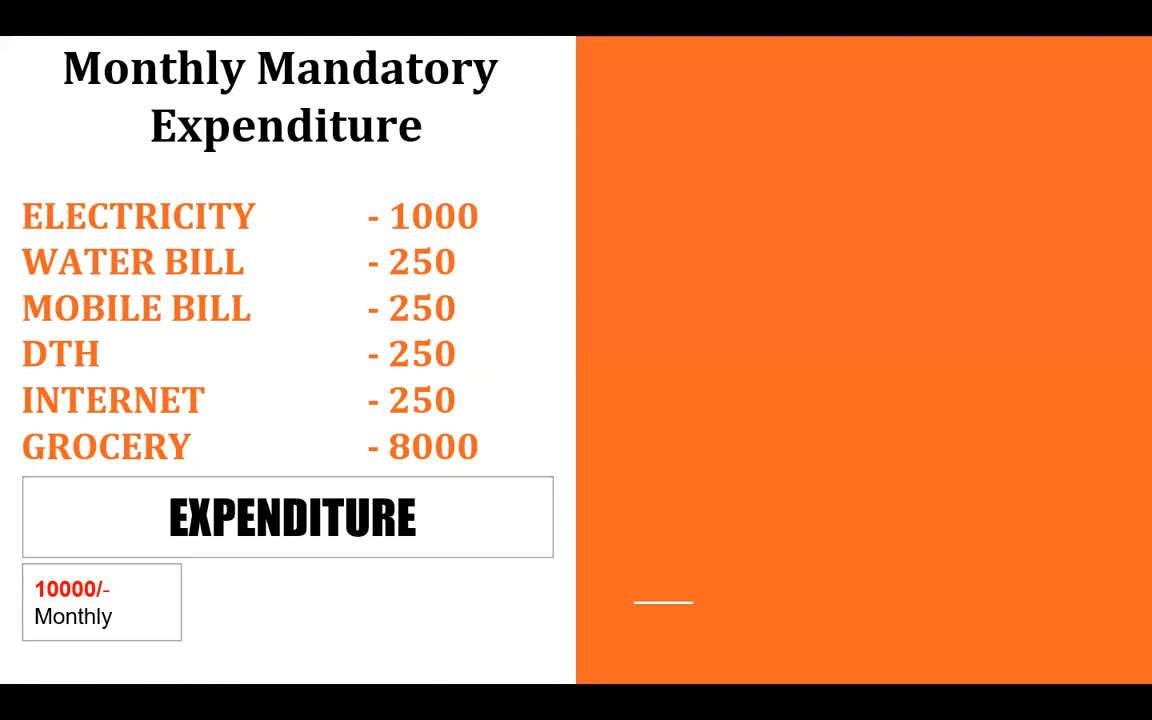 Monthly Mandatory
Expenditure
ELECTRICITY - 1000
WATER BILL - 250
MOBILE BILL - 250
DTH - 250
INTERNET - 250
GROCERY - 8000
EXPENDITURE
10000/-
Monthly